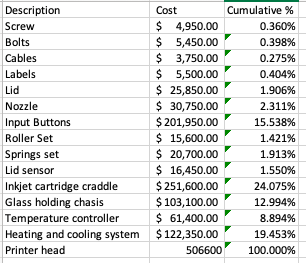 Description Cost Cumulative %
Screw $ 4,950.00 0.360%
Bolts $ 5,450.00 0.398%
Cables $ 3,750.00 0.275%
Labels $ 5,500.00 0.404%
Lid $ 25,850.00 1.906%
Nozzle $ 30,750.00 2.311%
Input Buttons $ 201,950.00 15.538%
Roller Set $ 15,600.00 1.421%
Springs set $ 20,700.00 1.913%
Lid sensor $ 16,450.00 1.550%
Inkjet cartridge craddle $ 251,600.00 24.075%
Glass holding chasis $ 103,100.00 12.994%
Temperature controller $ 61,400.00 8.894%
Heating and cooling system $ 122,350.00 19.453%
Printer head 506600 100.000%